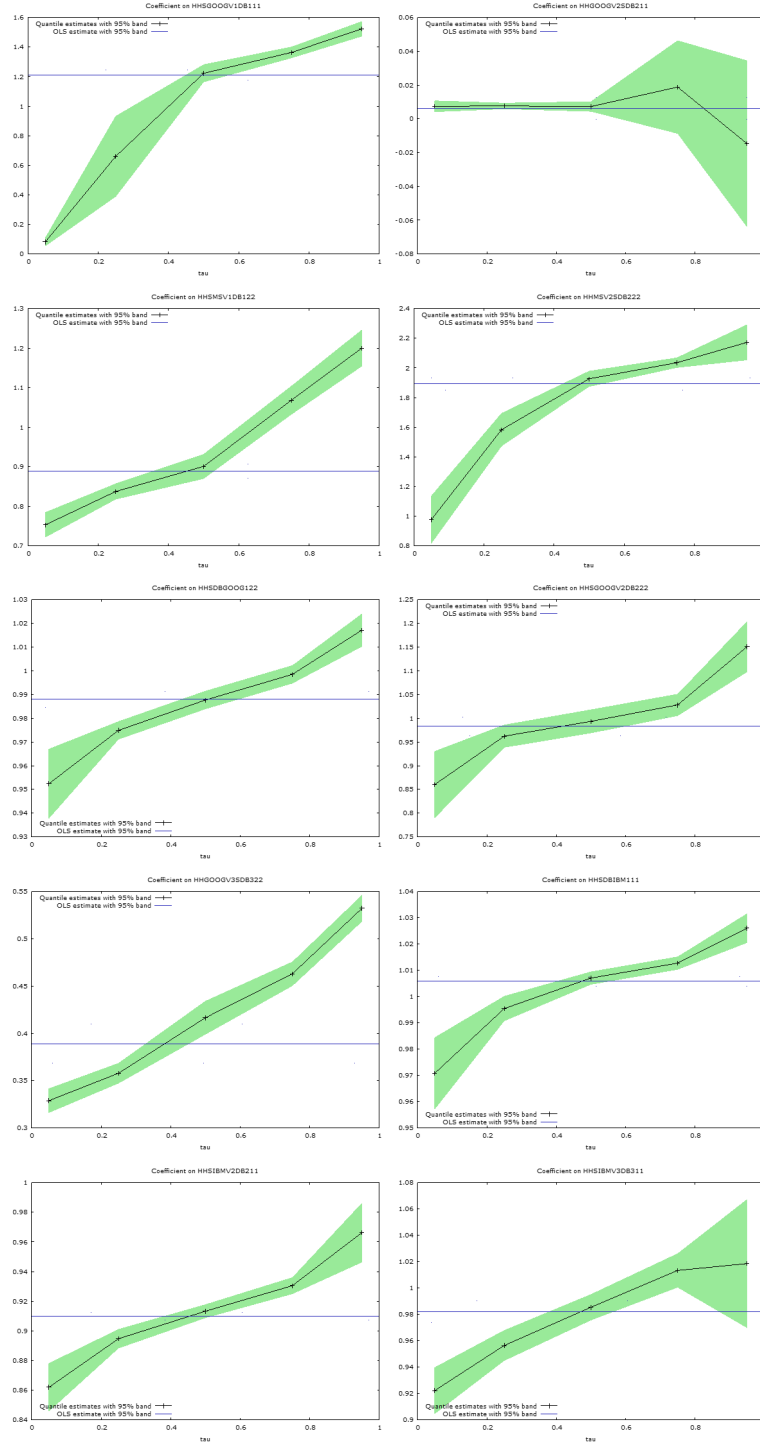 Coefficient on HHSGOOGV1DB111
Quantile estimates with 95% band
OLS estimate with 95% band
1.6
1.4
1.2
1
0.8
0.6
0.4
0.2
0
0 0.2 0.4 0.6 0.8 1
tau
Coefficient on HHGOOGV2SDB211
Quantile estimates with 95% band
OLS estimate with 95% band
0.06
0.04
0.02
0
-0.02
-0.04
-0.06
-0.08
0 0.2 0.4 0.6 0.8
tau
Coefficient on HHSMSV1DB122
Quantile estimates with 95% band
OLS estimate with 95% band
1.3
1.2
1.1
1
0.9
0.8
0.7
0 0.2 0.4 0.6 0.8 1
tau
Coefficient on HHMSV2SDB222
Quantile estimates with 95% band
OLS estimate with 95% band
2.4
2.2
2
1.8
1.6
1.4
1.2
1
0.8
0 0.2 0.4 0.6 0.8
tau
Coefficient on HHSDBGOOG122
1.03
1.02
1.01
1
0.99
0.98
0.97
0.96
0.95
0.94
0.93
Quantile estimates with 95% band
OLS estimate with 95% band
0 0.2 0.4 0.6 0.8 1
tau
Coefficient on HHSGOOGV2DB222
Quantile estimates with 95% band
OLS estimate with 95% band
1.25
1.2
1.15
1.1
1.05
1
0.95
0.9
0.85
0.8
0.75
0 0.2 0.4 0.6 0.8
tau
Coefficient on HHGOOGV3SDB322
Quantile estimates with 95% band
OLS estimate with 95% band
0.55
0.5
0.45
0.4
0.35
0.3
0 0.2 0.4 0.6 0.8 1
tau
Coefficient on HHSDBIBM111
1.04
1.03
1.02
1.01
1
0.99
0.98
0.97
0.96
0.95
Quantile estimates with 95% band
OLS estimate with 95% band
0 0.2 0.4 0.6 0.8
tau
Coefficient on HHSIBMV2DB211
1
0.98
0.96
0.94
0.92
0.9
0.88
0.86
0.84
Quantile estimates with 95% band
OLS estimate with 95% band
0 0.2 0.4 0.6 0.8 1
tau
Coefficient on HHSIBMV3DB311
1.08
1.06
1.04
1.02
1
0.98
0.96
0.94
0.92
0.9
Quantile estimates with 95% band
OLS estimate with 95% band
0 0.2 0.4 0.6 0.8
tau